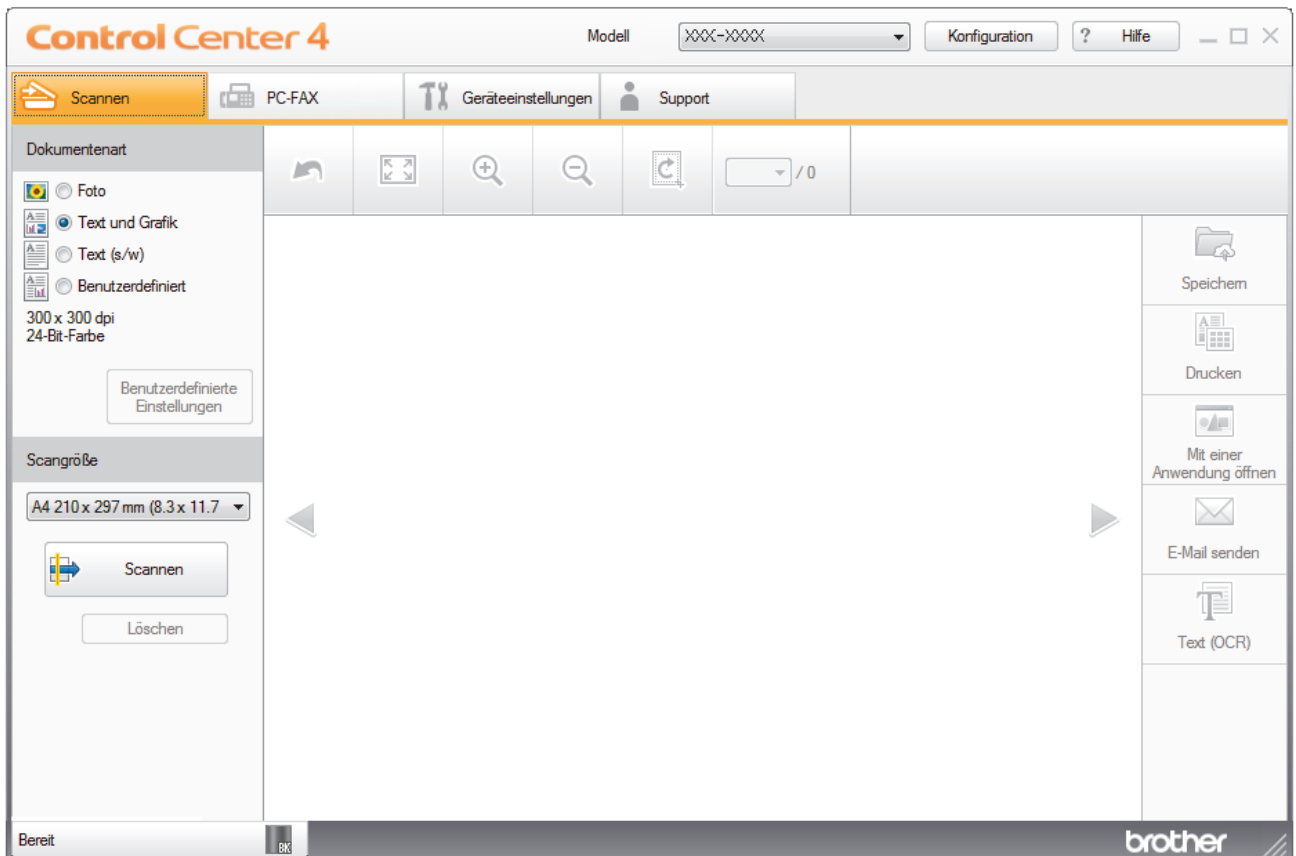 Control Center 4
Modell
XXX-XXXX
Konfiguration
? Hilfe
Scannen
PC-FAX
Geräteeinstellungen
Support
Dokumentenart
Foto
Text und Grafik
Text (s/w)
Benutzerdefiniert
300 x 300 dpi
24-Bit-Farbe
Benutzerdefinierte
Einstellungen
Scangröße
A4 210 x 297 mm (8.3 x 11.7
Scannen
Löschen
/ 0
Speichern
Drucken
Mit einer
Anwendung öffnen
E-Mail senden
Text (OCR)
Bereit
BK
brother